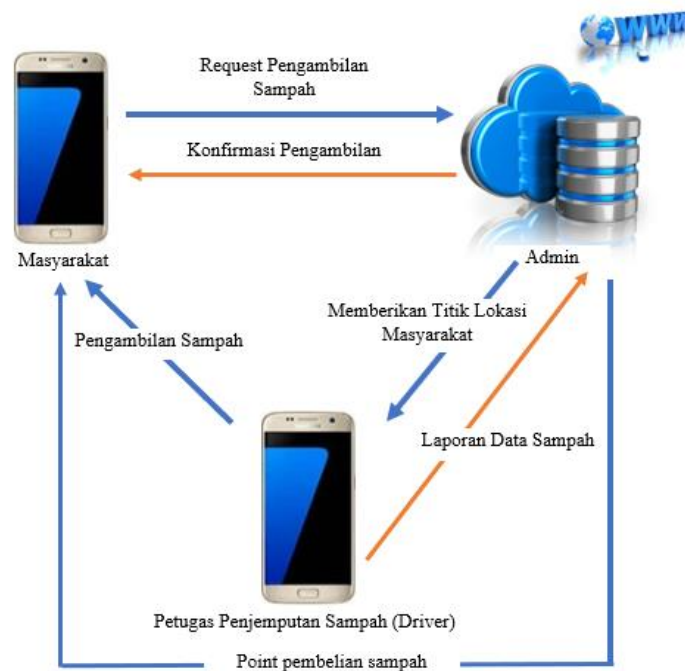 WWW
Request Pengambilan
Sampah
Konfirmasi Pengambilan
Masyarakat
Admin
Memberikan Titik Lokasi
Masyarakat
Pengambilan Sampah
Laporan Data Sampah
Petugas Penjemputan Sampah (Driver)
Point pembelian sampah